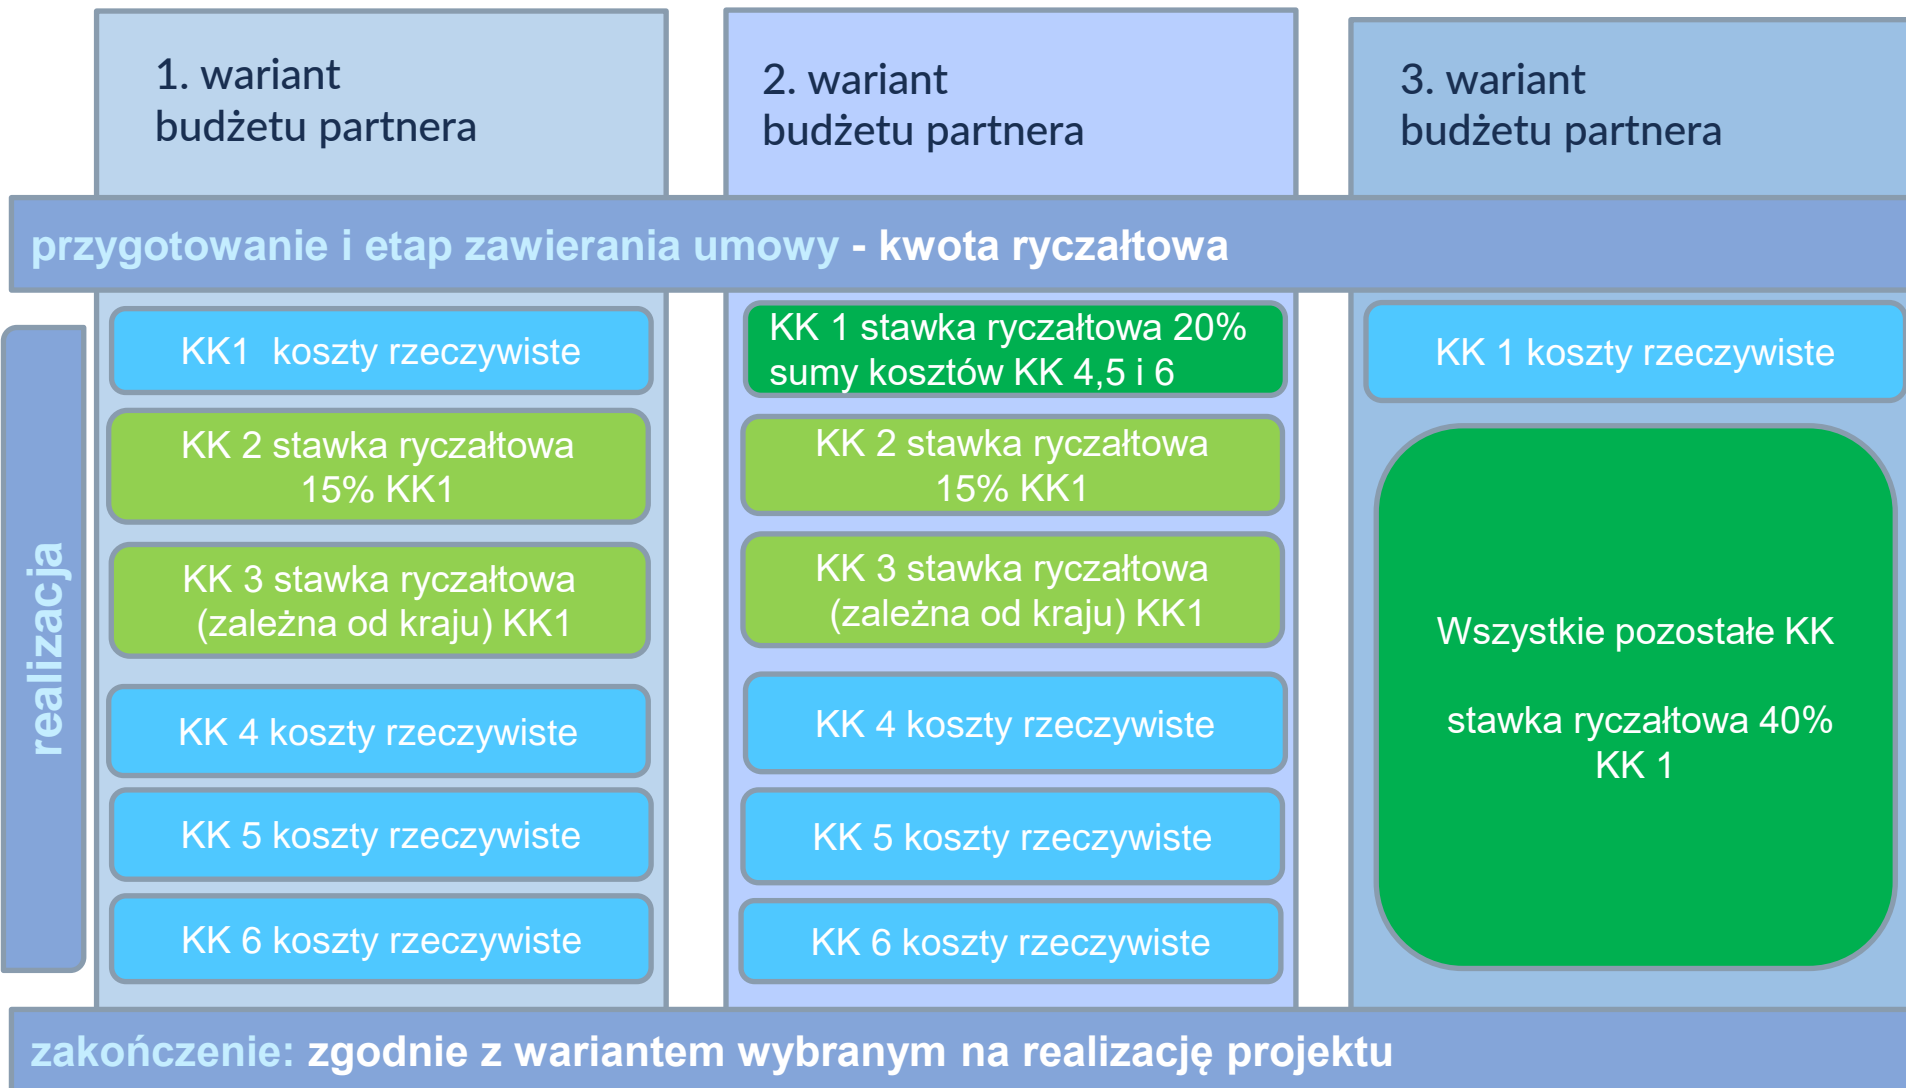 1. wariant
budżetu partnera
2. wariant
budżetu partnera
3. wariant
budżetu partnera
przygotowanie i etap zawierania umowy - kwota ryczałtowa
realizacja
KK1  koszty rzeczywiste
KK 2 stawka ryczałtowa
15% KK1
KK 3 stawka ryczałtowa
(zależna od kraju) KK1
KK 4 koszty rzeczywiste
KK 5 koszty rzeczywiste
KK 6 koszty rzeczywiste
KK 1 stawka ryczałtowa 20%
sumy kosztów KK 4,5 i 6
KK 2 stawka ryczałtowa
15% KK1
KK 3 stawka ryczałtowa
(zależna od kraju) KK1
KK 4 koszty rzeczywiste
KK 5 koszty rzeczywiste
KK 6 koszty rzeczywiste
KK 1 koszty rzeczywiste
Wszystkie pozostałe KK
stawka ryczałtowa 40%
KK 1
zakończenie: zgodnie z wariantem wybranym na realizację projektu